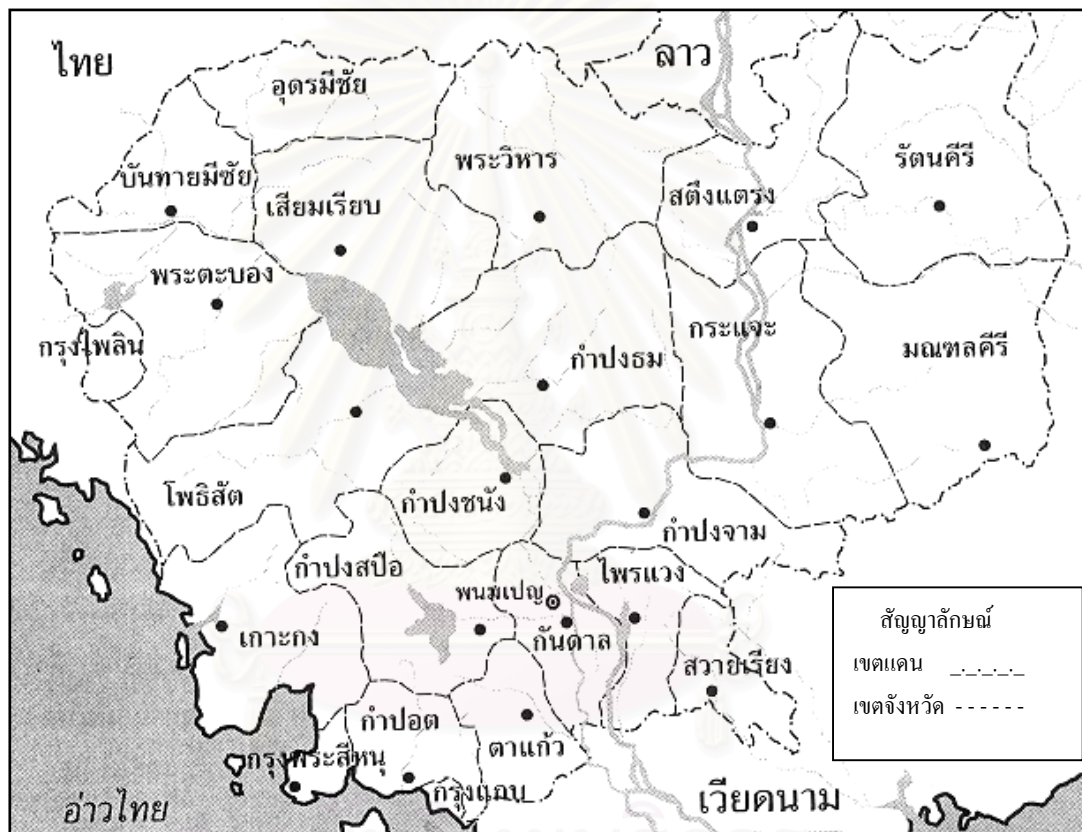 ไทย
ลาว
อุดรมีชัย
บันทายมีชัย
พระวิหาร
รัตนคีรี
เสียมเรียบ
สตึงแตรง
พระตะบอง
กรุงไพลิน
กำปงธม
กระแจะ
มณฑลคีรี
โพธิสัต
กำปงชนัง
กำปงจาม
กำปงสปือ
ไพรแวง
พนมเปญ
เกาะกง
กันดาล
สวายเรียง
กำปอต
ตาแก้ว
กรุงพระสีหนุ
กรุงแกบ
อ่าวไทย
เวียดนาม
สัญญาลักษณ์
เขตแดน _._._._._
เขตจังหวัด - - - - - -